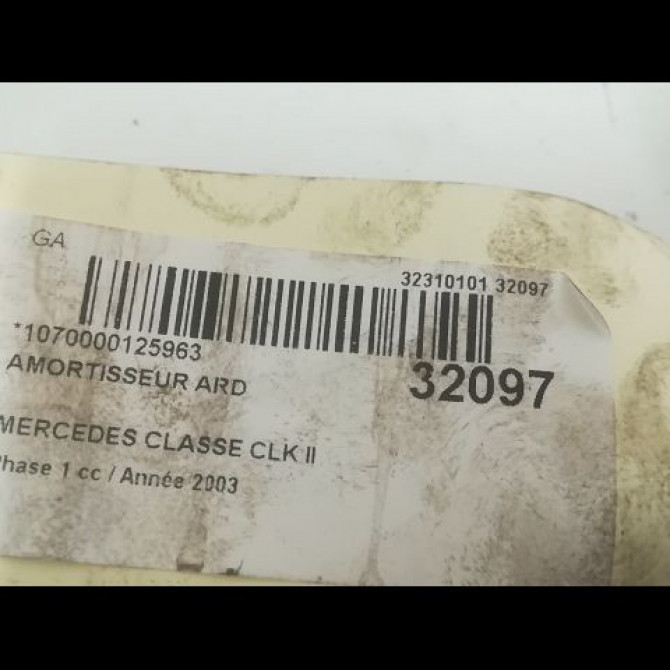 GA
32310101 32097
*1070000125963
32097
AMORTISSEUR ARD
MERCEDES CLASSE CLK II
Phase 1 cc / Année 2003